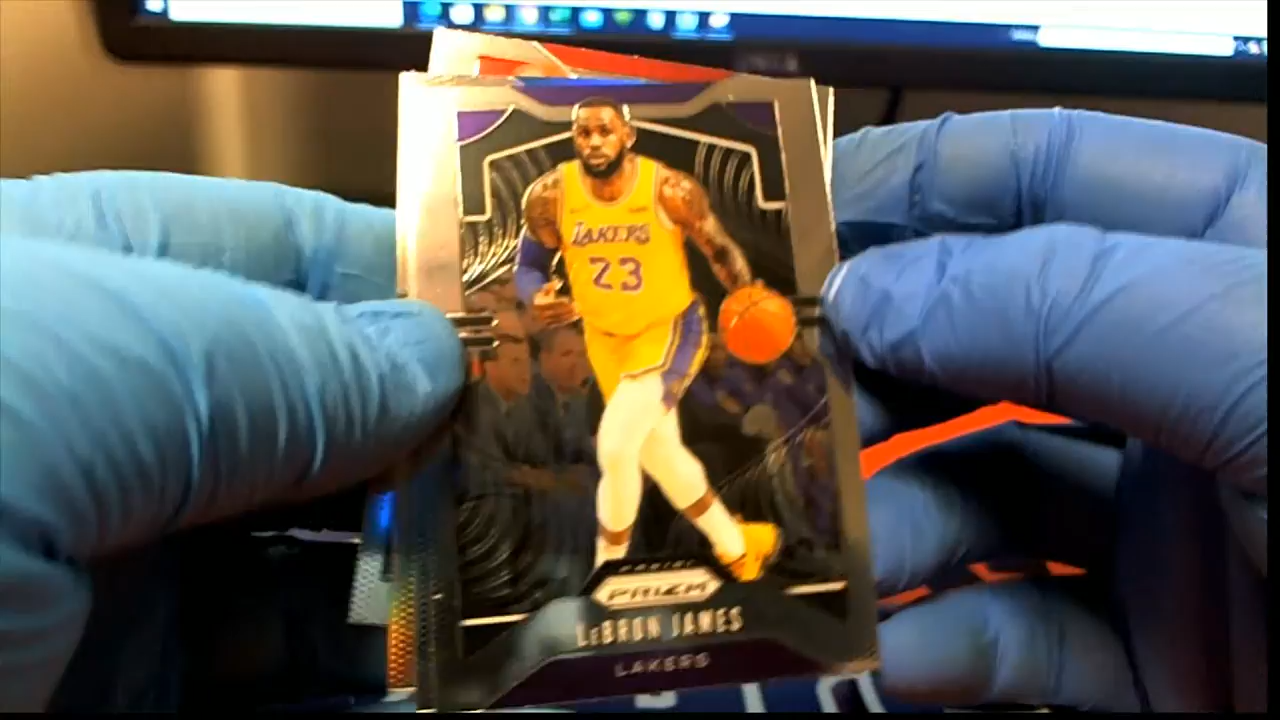 LAKERS
23
PANINI
PRIZM
LEBRON JAMES
LAKERS